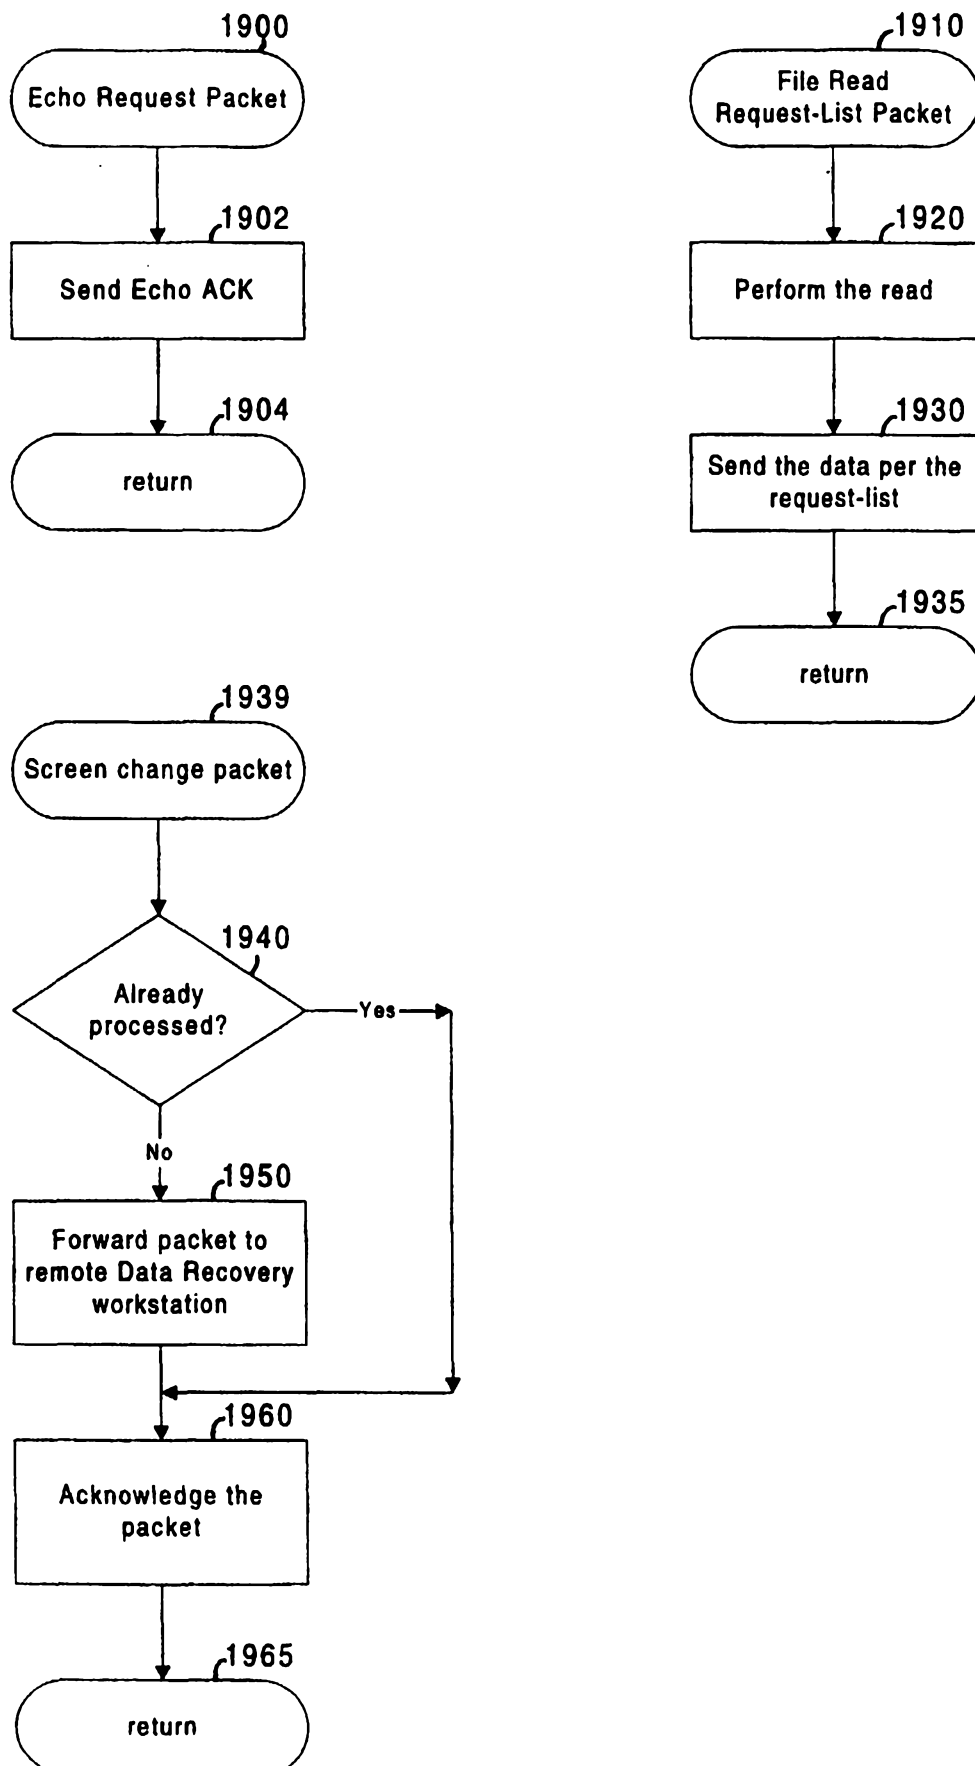 1900
Echo Request Packet
1902
Send Echo ACK
1904
return
1910
File Read
Request-List Packet
1920
Perform the read
1930
Send the data per the
request-list
1935
return
1939
Screen change packet
1940
Already
processed?
Yes
No
1950
Forward packet to
remote Data Recovery
workstation
1960
Acknowledge the
packet
1965
return